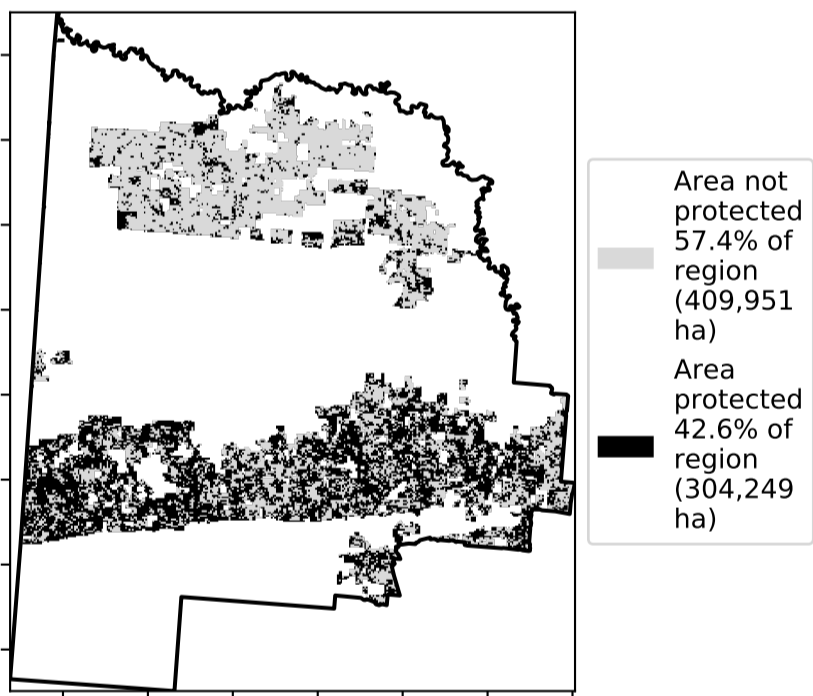 Area not
protected
57.4% of
region
(409,951
ha)
Area
protected
42.6% of
region
(304,249
ha)